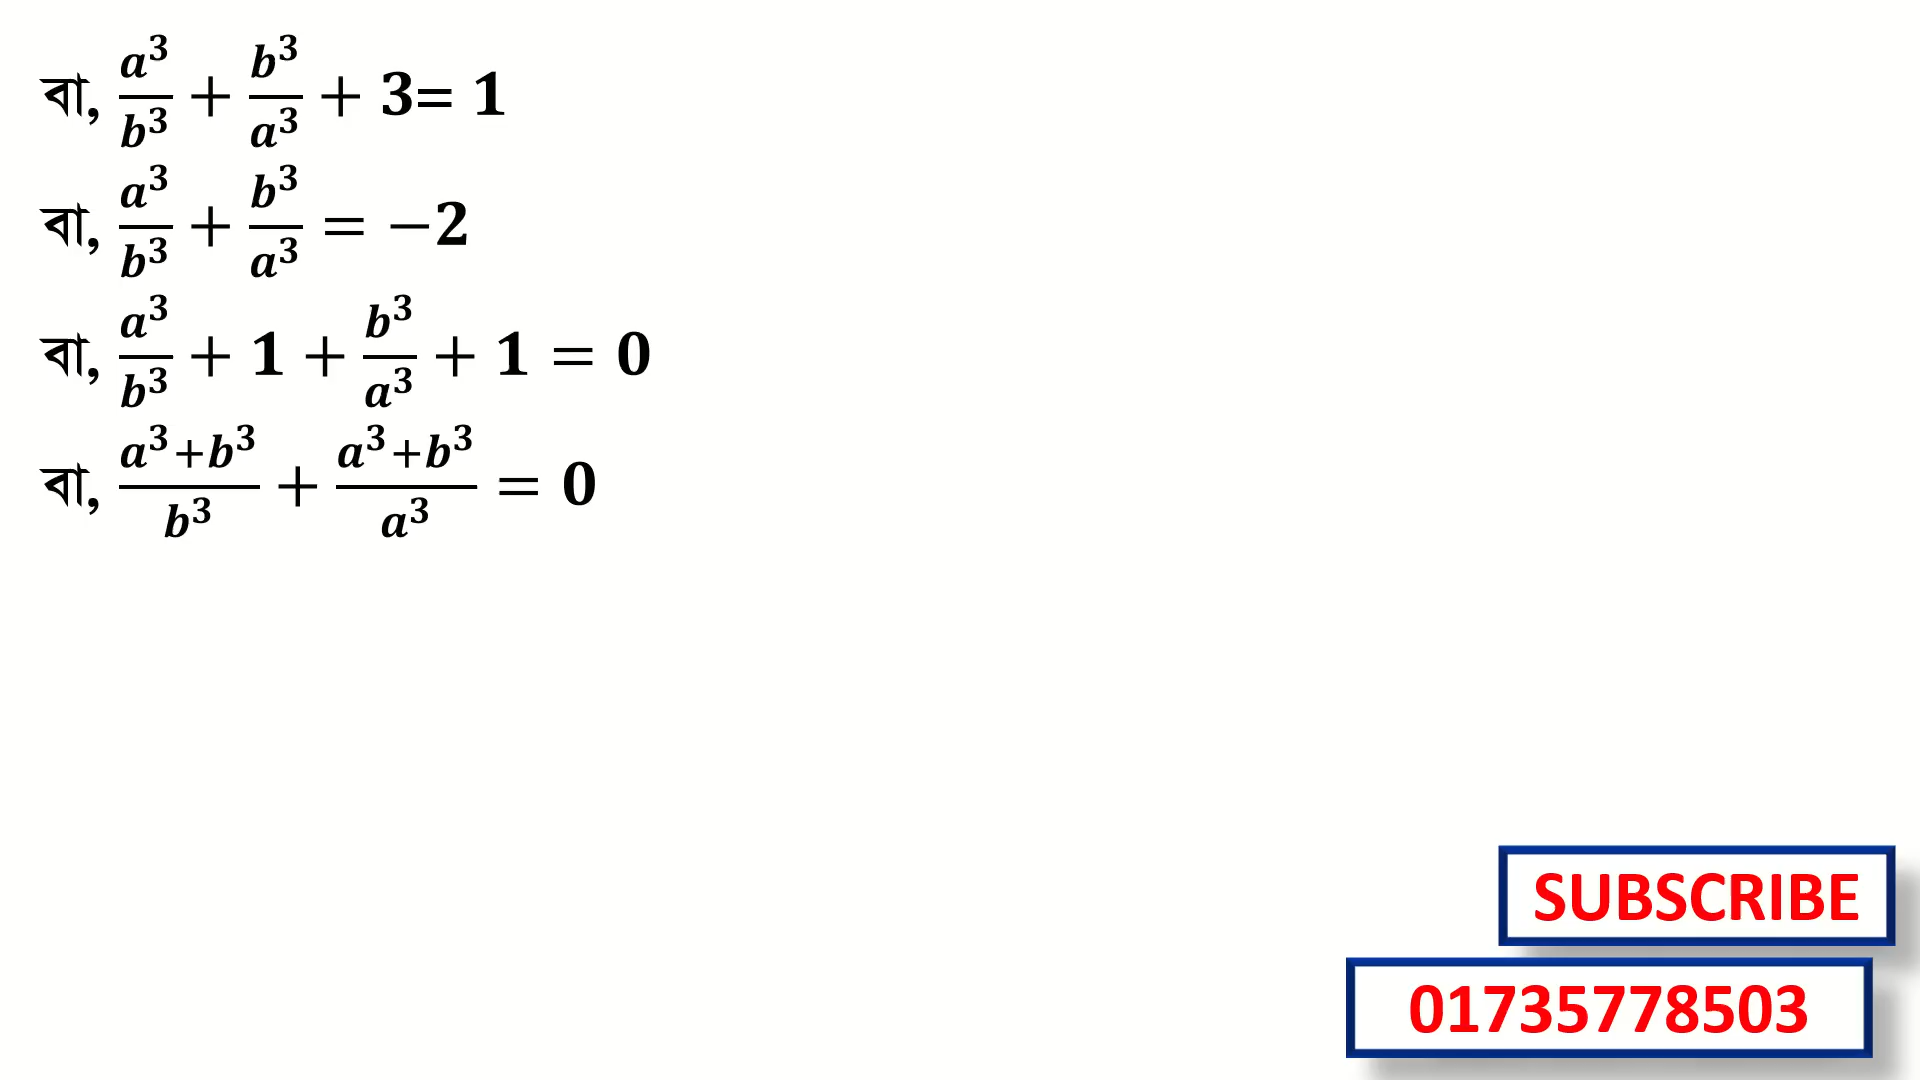 বা, a³/b³ + b³/a³ + 3= 1
বা, a³/b³ + b³/a³ = −2
বা, a³/b³ + 1 + b³/a³ + 1 = 0
বা, (a³+b³)/b³ + (a³+b³)/a³ = 0
SUBSCRIBE
01735778503